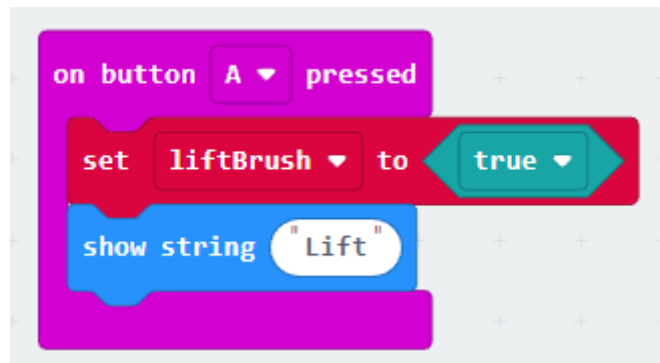 on button A pressed
set liftBrush to true
show string "Lift"